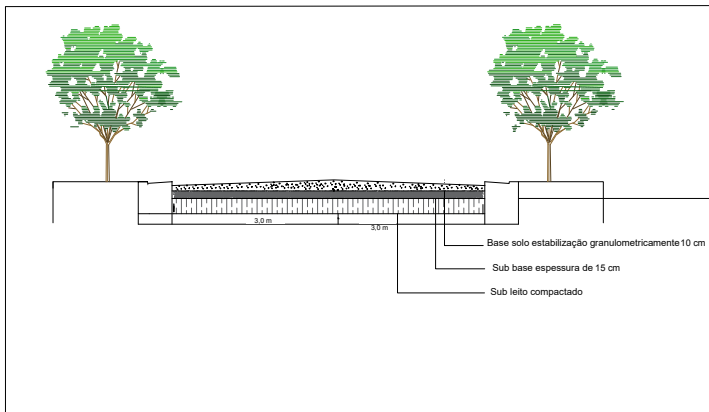 3,0 m
3,0 m
Base solo estabilização granulometricamente 10 cm
Sub base espessura de 15 cm
Sub leito compactado